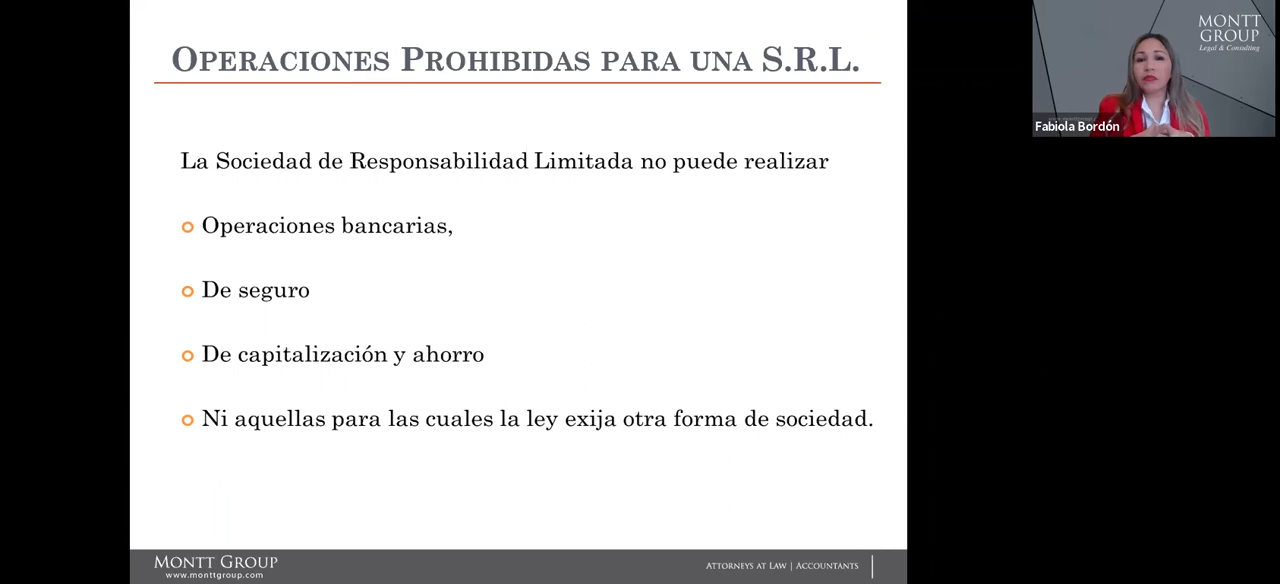 OPERACIONES PROHIBIDAS PARA UNA S.R.L.
La Sociedad de Responsabilidad Limitada no puede realizar
Operaciones bancarias,
De seguro
De capitalización y ahorro
Ni aquellas para las cuales la ley exija otra forma de sociedad.
MONTT GROUP
www.monttgroup.com
ATTORNEYS AT LAW | ACCOUNTANTS
MONTT
GROUP
Legal & Consulting
Fabiola Bordón